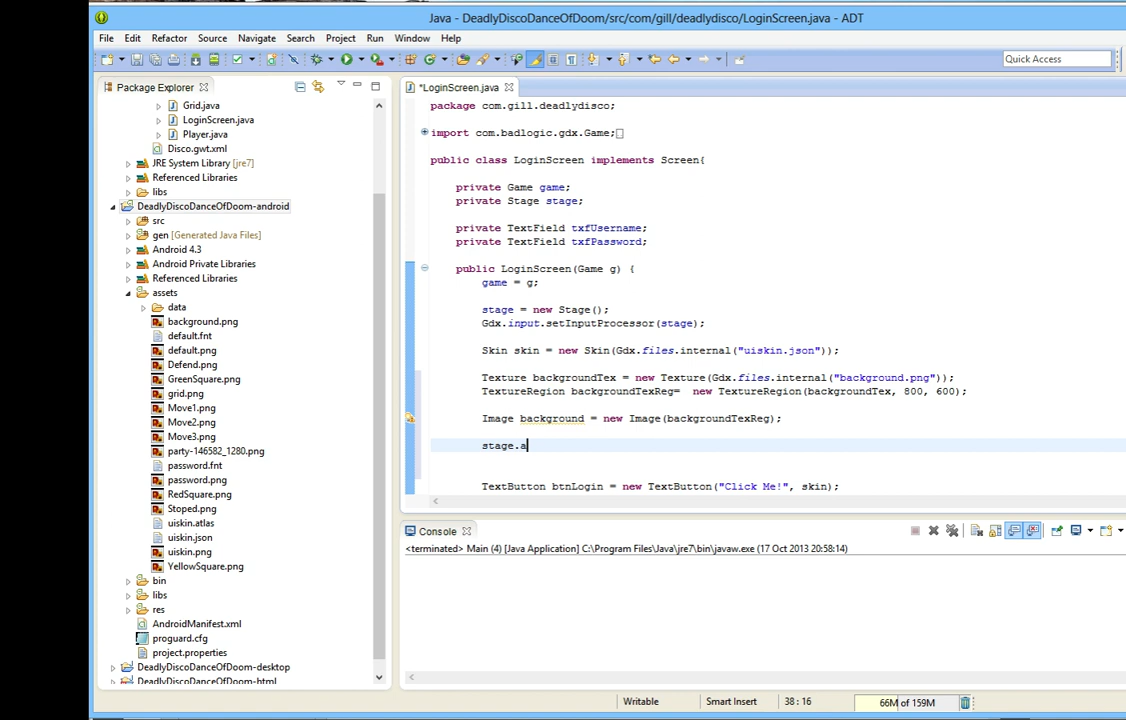 Java - DeadlyDiscoDanceOfDoom/src/com/gill/deadlydisco/LoginScreen.java - ADT
File Edit Refactor Source Navigate Search Project Run Window Help
Quick Access
Package Explorer
Grid.java
LoginScreen.java
Player.java
Disco.gwt.xml
JRE System Library [jre7]
Referenced Libraries
libs
DeadlyDiscoDanceOfDoom-android
src
gen [Generated Java Files]
Android 4.3
Android Private Libraries
Referenced Libraries
assets
data
background.png
default.fnt
default.png
Defend.png
GreenSquare.png
grid.png
Move1.png
Move2.png
Move3.png
party-146582_1280.png
password.fnt
password.png
RedSquare.png
Stoped.png
uiskin.atlas
uiskin.json
uiskin.png
YellowSquare.png
bin
libs
res
AndroidManifest.xml
proguard.cfg
project.properties
DeadlyDiscoDanceOfDoom-desktop
DeadlyDiscoDanceOfDoom-html
*LoginScreen.java
package com.gill.deadlydisco;
import com.badlogic.gdx.Game;
public class LoginScreen implements Screen{
private Game game;
private Stage stage;
private TextField txfUsername;
private TextField txfPassword;
public LoginScreen(Game g) {
game = g;
stage = new Stage();
Gdx.input.setInputProcessor(stage);
Skin skin = new Skin(Gdx.files.internal("uiskin.json"));
Texture backgroundTex = new Texture(Gdx.files.internal("background.png"));
TextureRegion backgroundTexReg=  new TextureRegion(backgroundTex, 800, 600);
Image background = new Image(backgroundTexReg);
stage.a
TextButton btnLogin = new TextButton("Click Me!", skin);
Console
<terminated> Main (4) [Java Application] C:\Program Files\Java\jre7\bin\javaw.exe (17 Oct 2013 20:58:14)
Writable
Smart Insert
38 : 16
66M of 159M